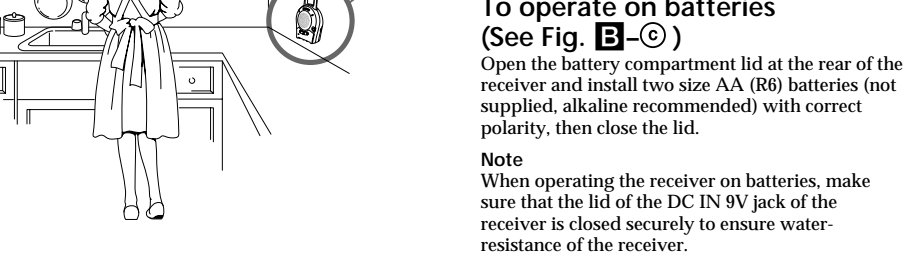 To operate on batteries
(See Fig. B–ⓒ )
Open the battery compartment lid at the rear of the
receiver and install two size AA (R6) batteries (not
supplied, alkaline recommended) with correct
polarity, then close the lid.
Note
When operating the receiver on batteries, make
sure that the lid of the DC IN 9V jack of the
receiver is closed securely to ensure water-
resistance of the receiver.